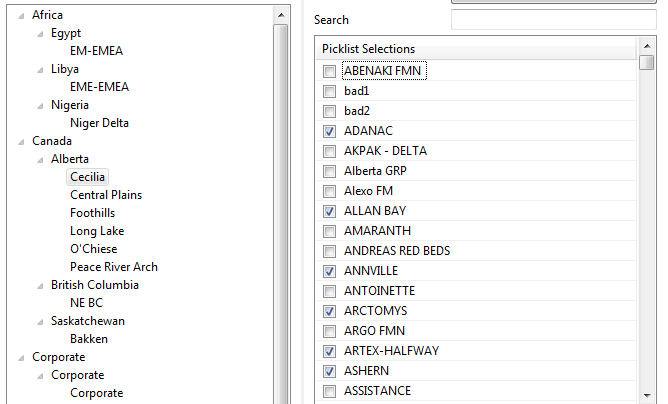 Africa
Egypt
EM-EMEA
Libya
EME-EMEA
Nigeria
Niger Delta
Canada
Alberta
Cecilia
Central Plains
Foothills
Long Lake
O'Chiese
Peace River Arch
British Columbia
NE BC
Saskatchewan
Bakken
Corporate
Corporate
Corporate
Search
Picklist Selections
ABENAKI FMN
bad1
bad2
ADANAC
AKPAK - DELTA
Alberta GRP
Alexo FM
ALLAN BAY
AMARANTH
ANDREAS RED BEDS
ANNVILLE
ANTOINETTE
ARCTOMYS
ARGO FMN
ARTEX-HALFWAY
ASHERN
ASSISTANCE